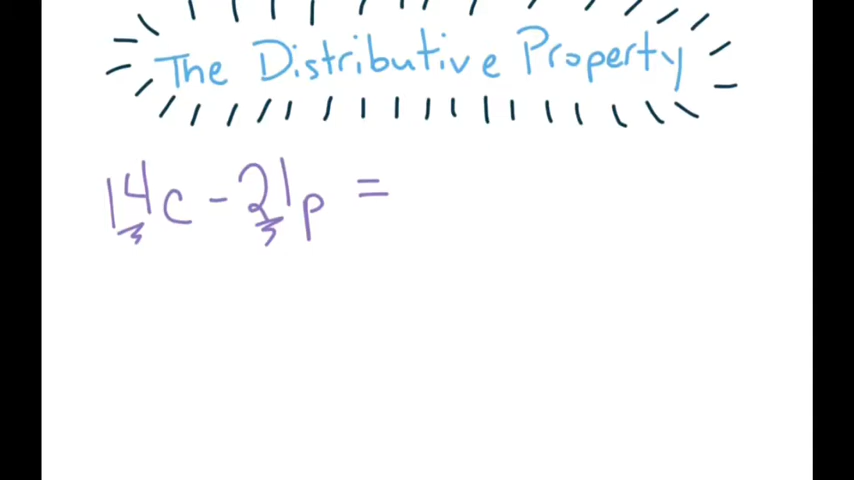 The Distributive Property
14c - 21p =